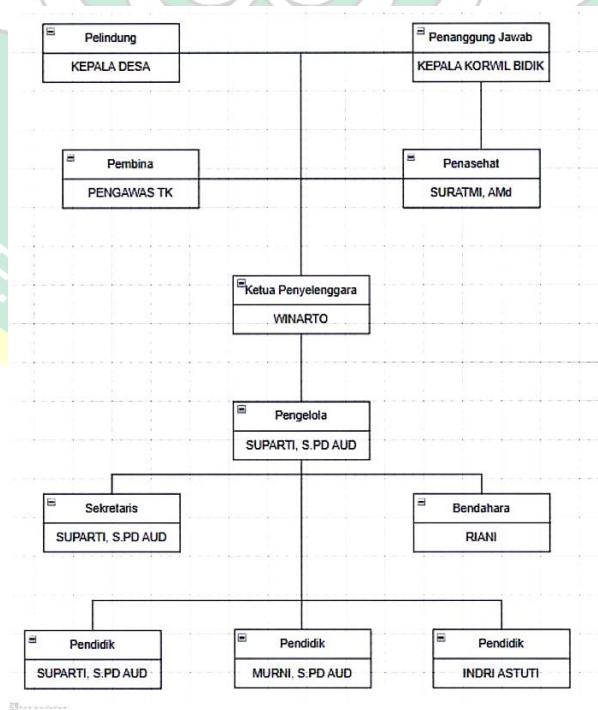 Pelindung
KEPALA DESA
Penanggung Jawab
KEPALA KORWIL BIDIK
Pembina
PENGAWAS TK
Penasehat
SURATMI, AMd
Ketua Penyelenggara
WINARTO
Pengelola
SUPARTI, S.PD AUD
Sekretaris
SUPARTI, S.PD AUD
Bendahara
RIANI
Pendidik
SUPARTI, S.PD AUD
Pendidik
MURNI, S.PD AUD
Pendidik
INDRI ASTUTI